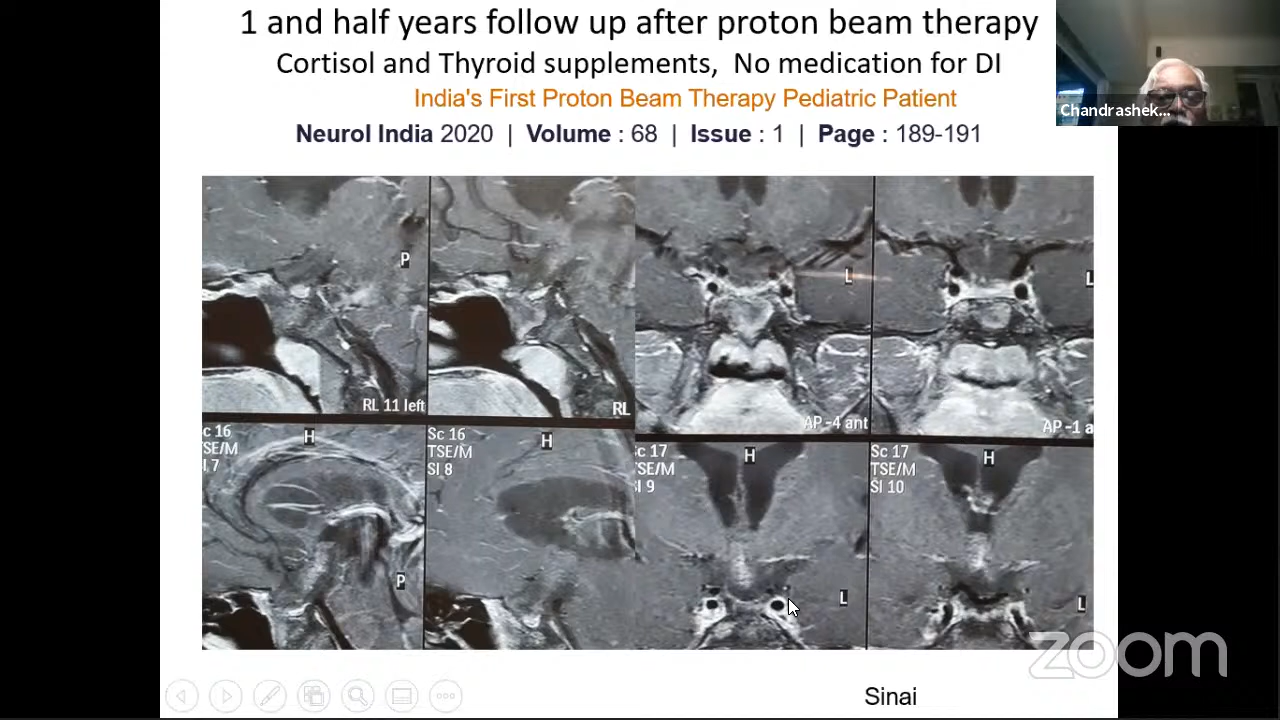 1 and half years follow up after proton beam therapy
Cortisol and Thyroid supplements, No medication for DI
India's First Proton Beam Therapy Pediatric Patient
Neurol India 2020 | Volume : 68 | Issue : 1 | Page : 189-191
Chandrashek...
P
L
L
RL 11 left
RL
AP -4 ant
AP -1 a
c 16
TSE/M
I 7
H
P
Sc 16
TSE/M
SI 8
H
c 17
SE/M
I 9
H
L
Sc 17
TSE/M
SI 10
H
L
zoom
Sinai